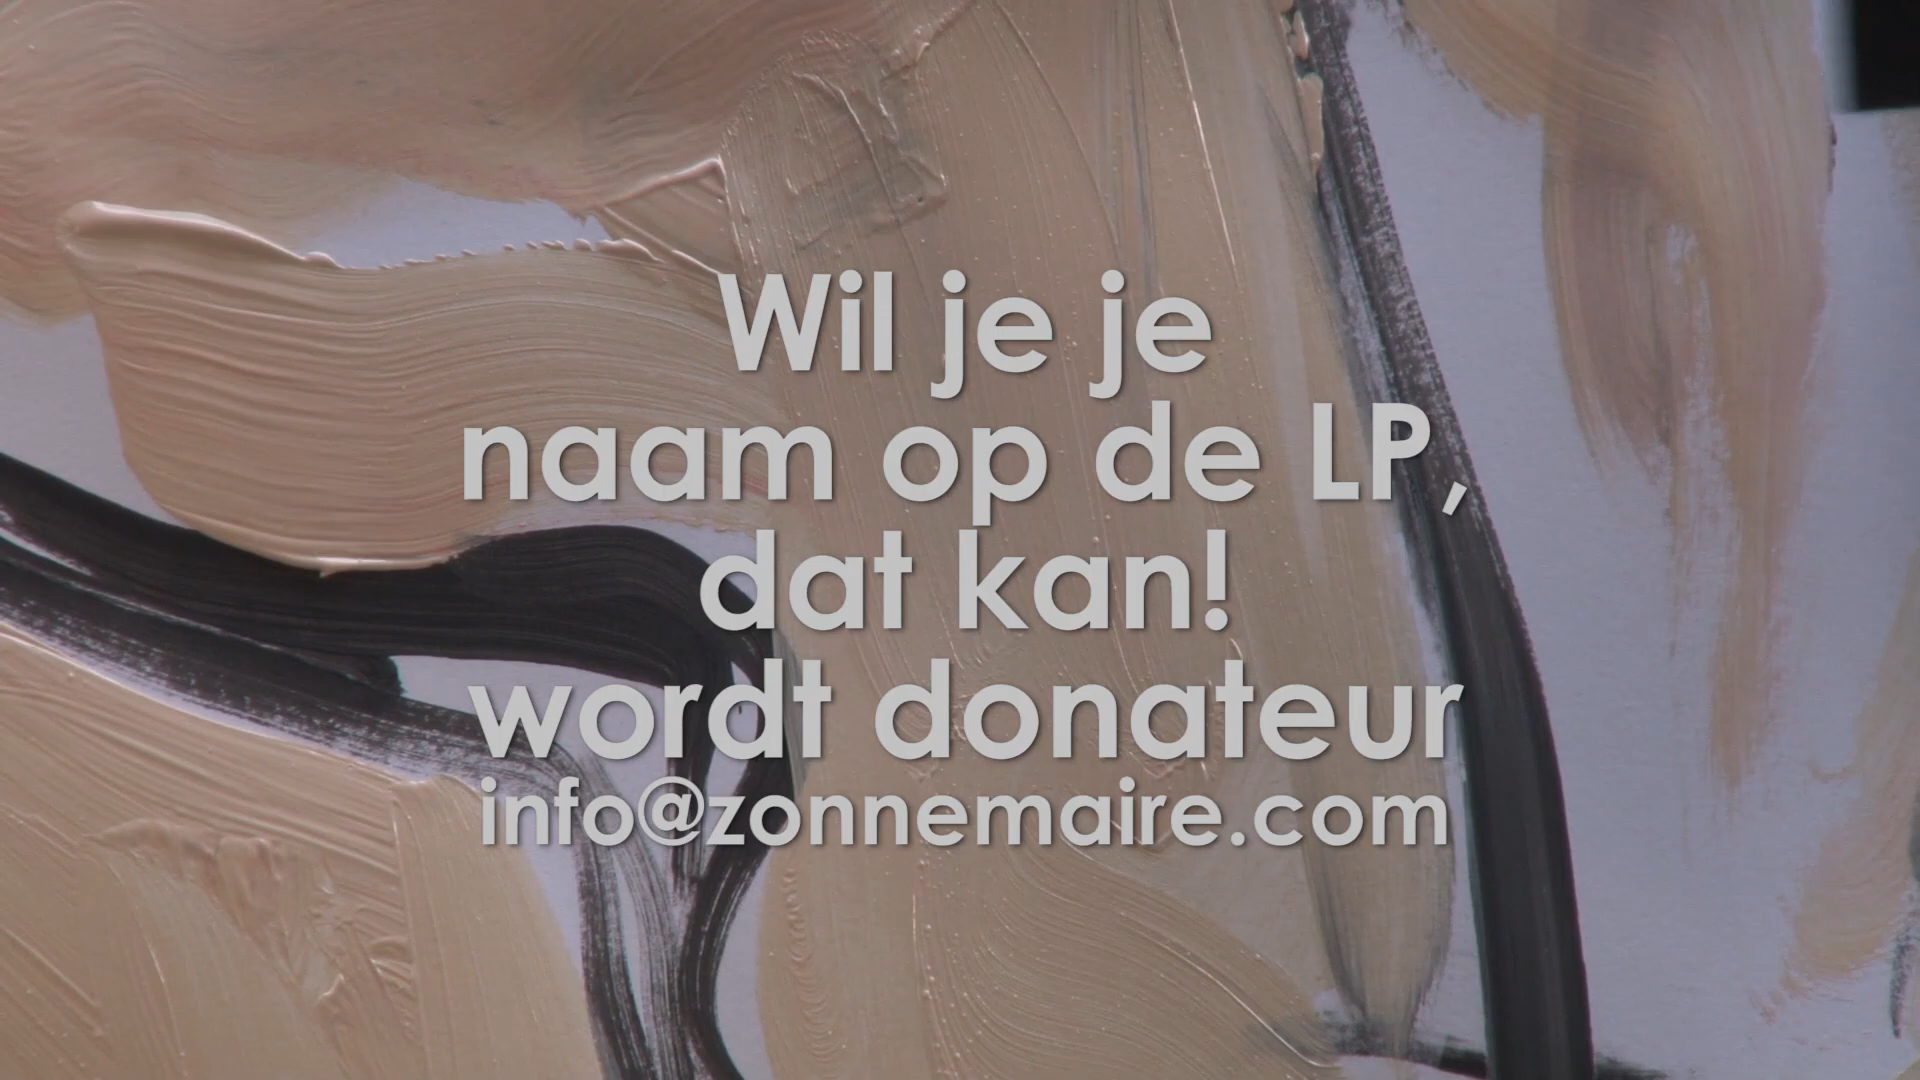 Wil je je
naam op de LP,
dat kan!
wordt donateur
info@zonnemaire.com